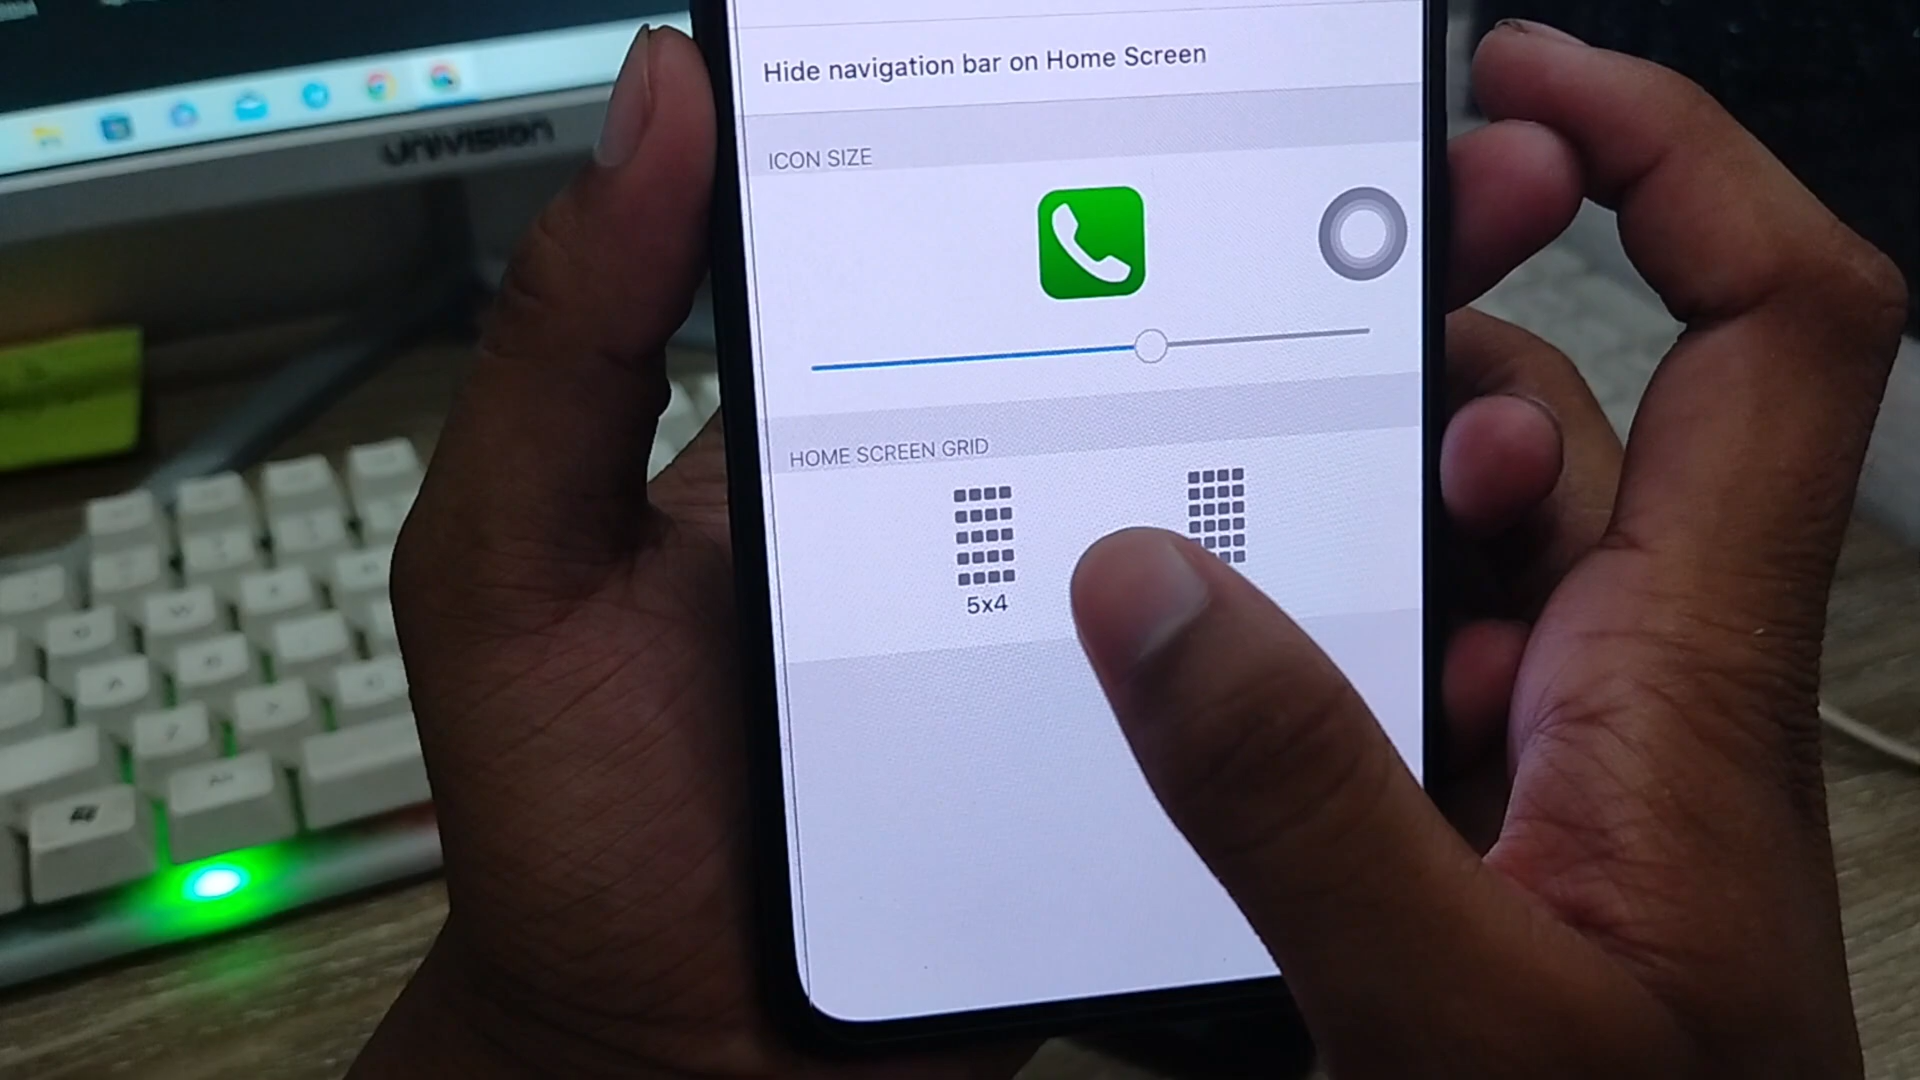 UNIVISION
Hide navigation bar on Home Screen
ICON SIZE
HOME SCREEN GRID
5x4